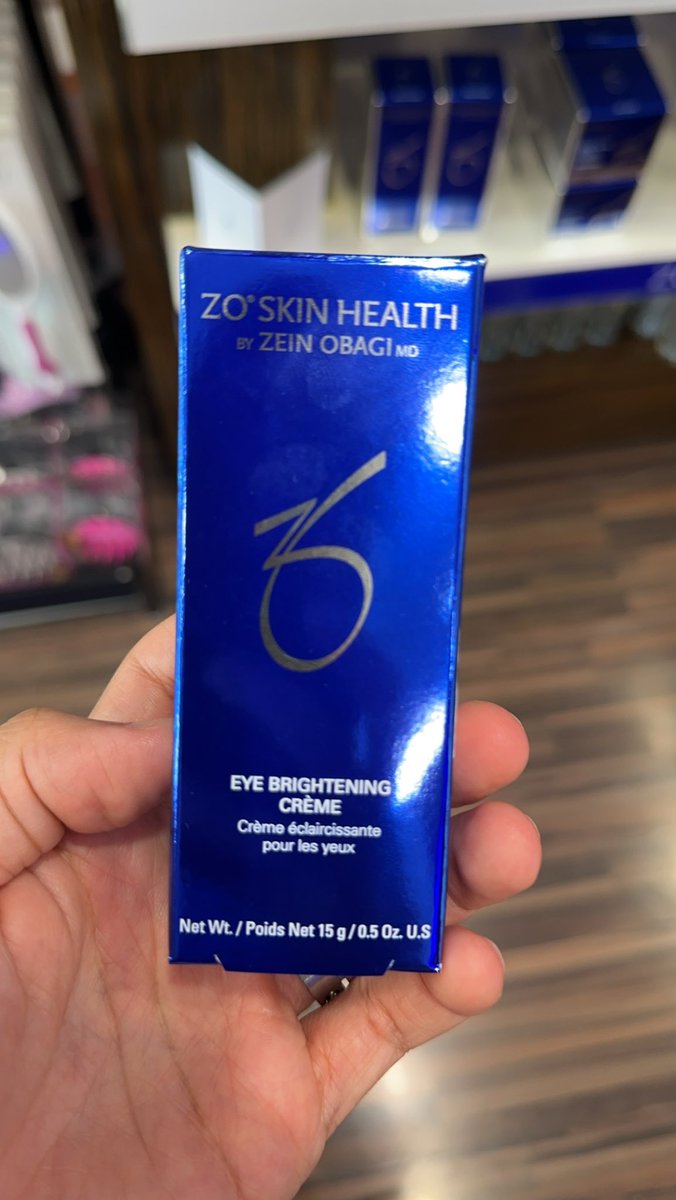 ZO® SKIN HEALTH
BY ZEIN OBAGI MD
EYE BRIGHTENING
CRÈME
Crème éclaircissante
pour les yeux
Net Wt. / Poids Net 15 g / 0.5 Oz. U.S